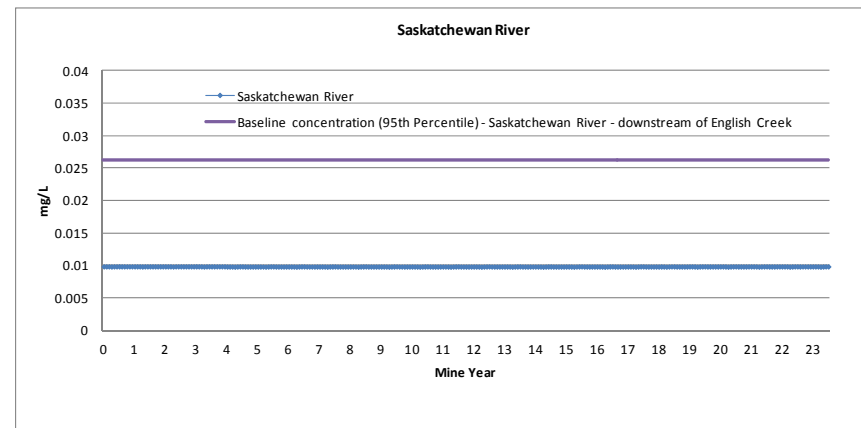 Saskatchewan River
0.04
0.035
0.03
0.025
0.02
0.015
0.01
0.005
0
mg/L
Saskatchewan River
Baseline concentration (95th Percentile) - Saskatchewan River - downstream of English Creek
0 1 2 3 4 5 6 7 8 9 10 11 12 13 14 15 16 17 18 19 20 21 22 23
Mine Year